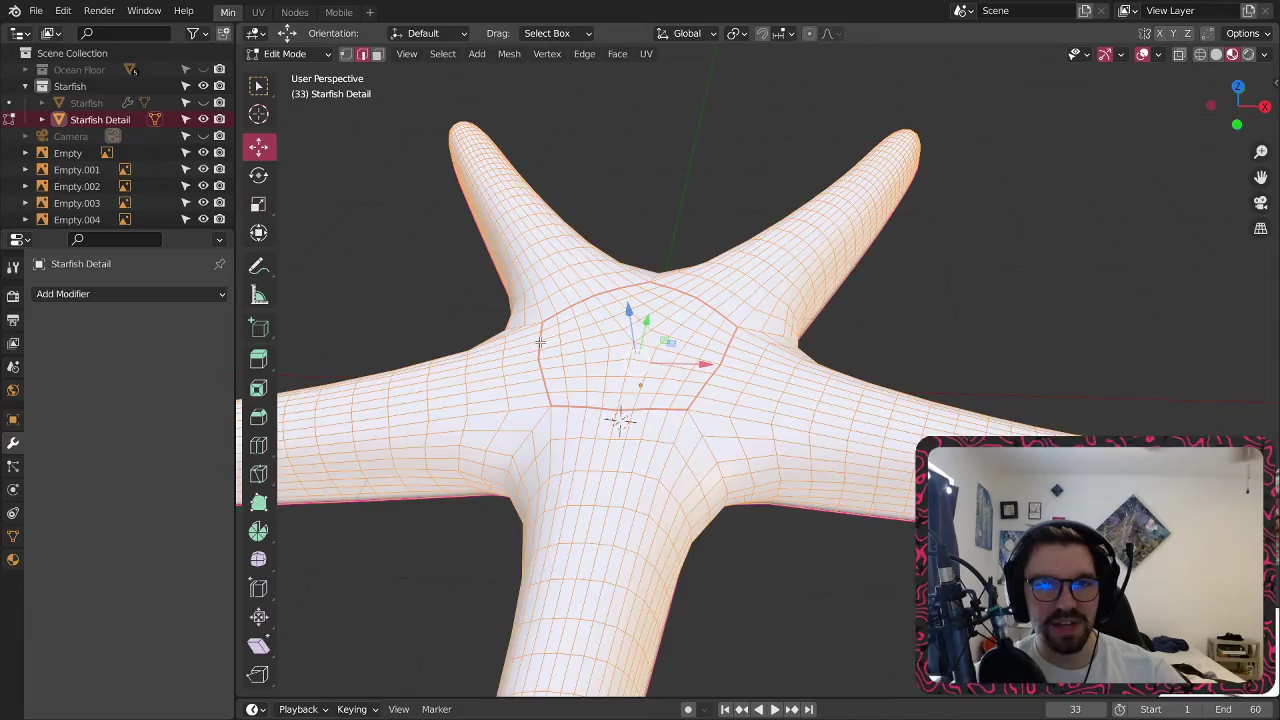 File Edit Render Window Help Min UV Nodes Mobile + Scene View Layer
Orientation: Default Drag: Select Box Global X Y Z Options
Scene Collection
Ocean Floor 5
Starfish
Starfish
Starfish Detail
Camera
Empty
Empty.001
Empty.002
Empty.003
Empty.004
Starfish Detail
Add Modifier
Edit Mode View Select Add Mesh Vertex Edge Face UV
User Perspective
(33) Starfish Detail
Z
X
Playback Keying View Marker 33 Start 1 End 60